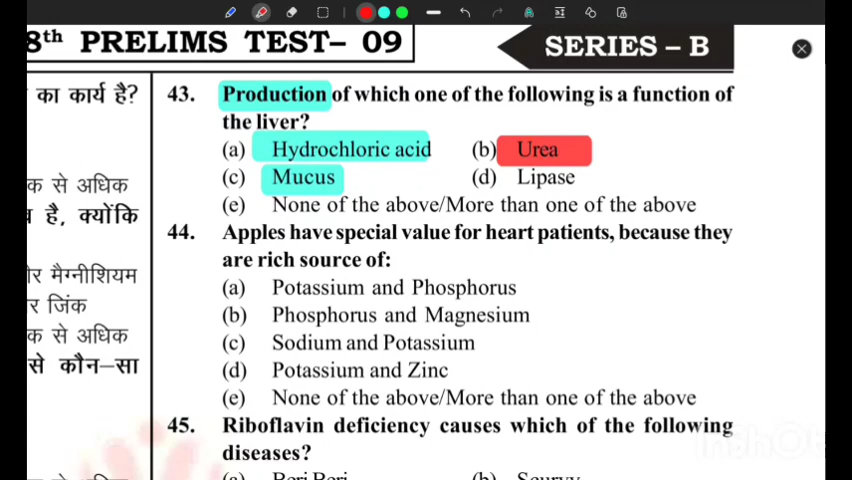 8th PRELIMS TEST– 09
SERIES – B
का कार्य है?
क से अधिक
है, क्योंकि
मैग्नीशियम
र जिंक
क से अधिक
से कौन–सा
43. Production of which one of the following is a function of
the liver?
(a) Hydrochloric acid (b) Urea
(c) Mucus (d) Lipase
(e) None of the above/More than one of the above
44. Apples have special value for heart patients, because they
are rich source of:
(a) Potassium and Phosphorus
(b) Phosphorus and Magnesium
(c) Sodium and Potassium
(d) Potassium and Zinc
(e) None of the above/More than one of the above
45. Riboflavin deficiency causes which of the following
diseases?
(a) Beri Beri (b) Scurvy
InShOt